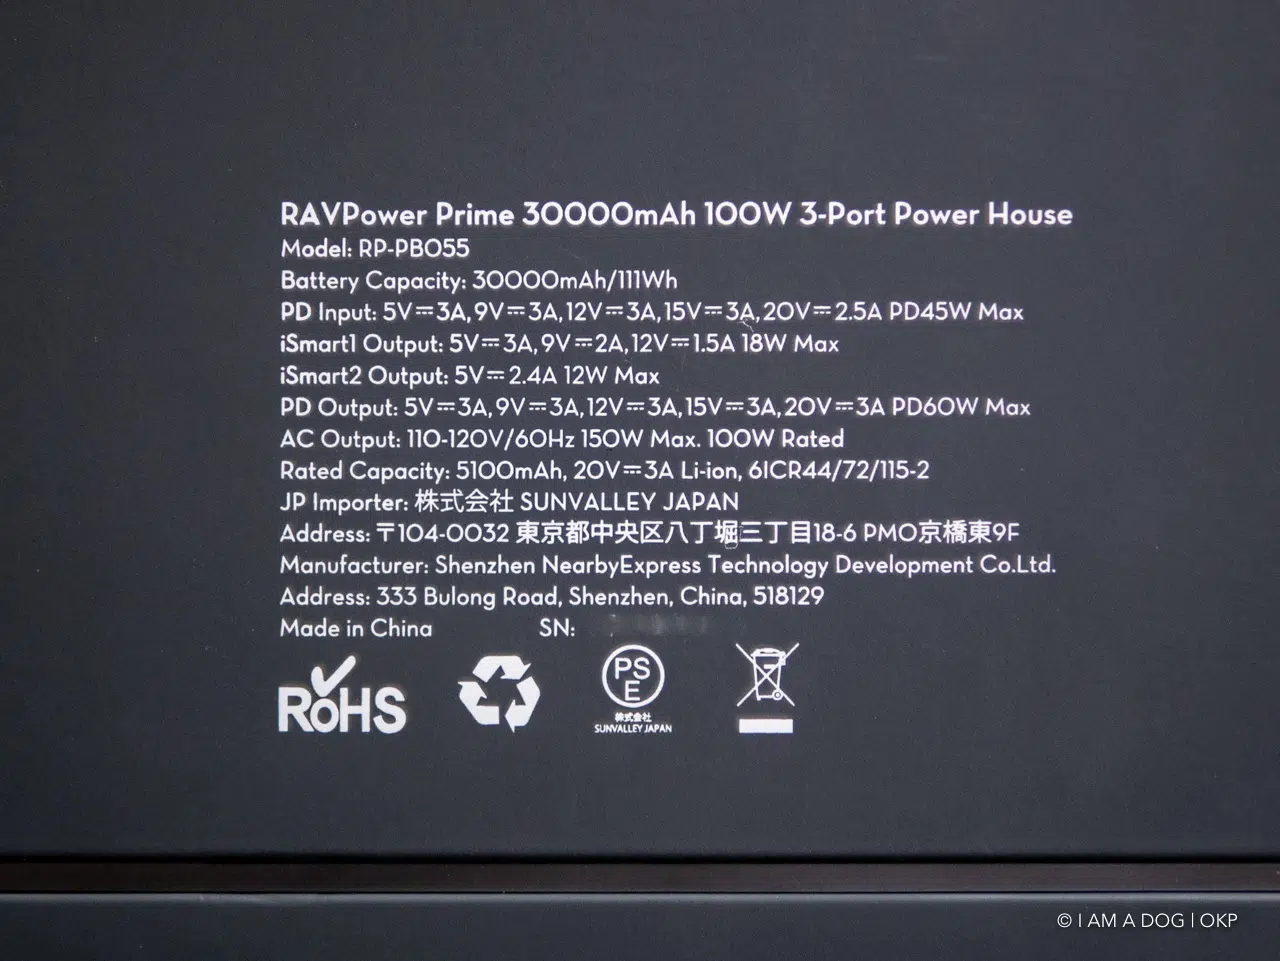 RAVPower Prime 30000mAh 100W 3-Port Power House
Model: RP-PB055
Battery Capacity: 30000mAh/111Wh
PD Input: 5V⎓3A,9V⎓3A,12V⎓3A,15V⎓3A,20V⎓2.5A PD45W Max
iSmart1 Output: 5V⎓3A,9V⎓2A,12V⎓1.5A 18W Max
iSmart2 Output: 5V⎓2.4A 12W Max
PD Output: 5V⎓3A,9V⎓3A,12V⎓3A,15V⎓3A,20V⎓3A PD60W Max
AC Output: 110-120V/60Hz 150W Max. 100W Rated
Rated Capacity: 5100mAh, 20V⎓3A Li-ion, 6ICR44/72/115-2
JP Importer: 株式会社 SUNVALLEY JAPAN
Address: 〒104-0032 東京都中央区八丁堀三丁目18-6 PMO京橋東9F
Manufacturer: Shenzhen NearbyExpress Technology Development Co.Ltd.
Address: 333 Bulong Road, Shenzhen, China, 518129
Made in China SN:
RoHS
PS
E
株式会社
SUNVALLEY JAPAN
© I AM A DOG | OKP